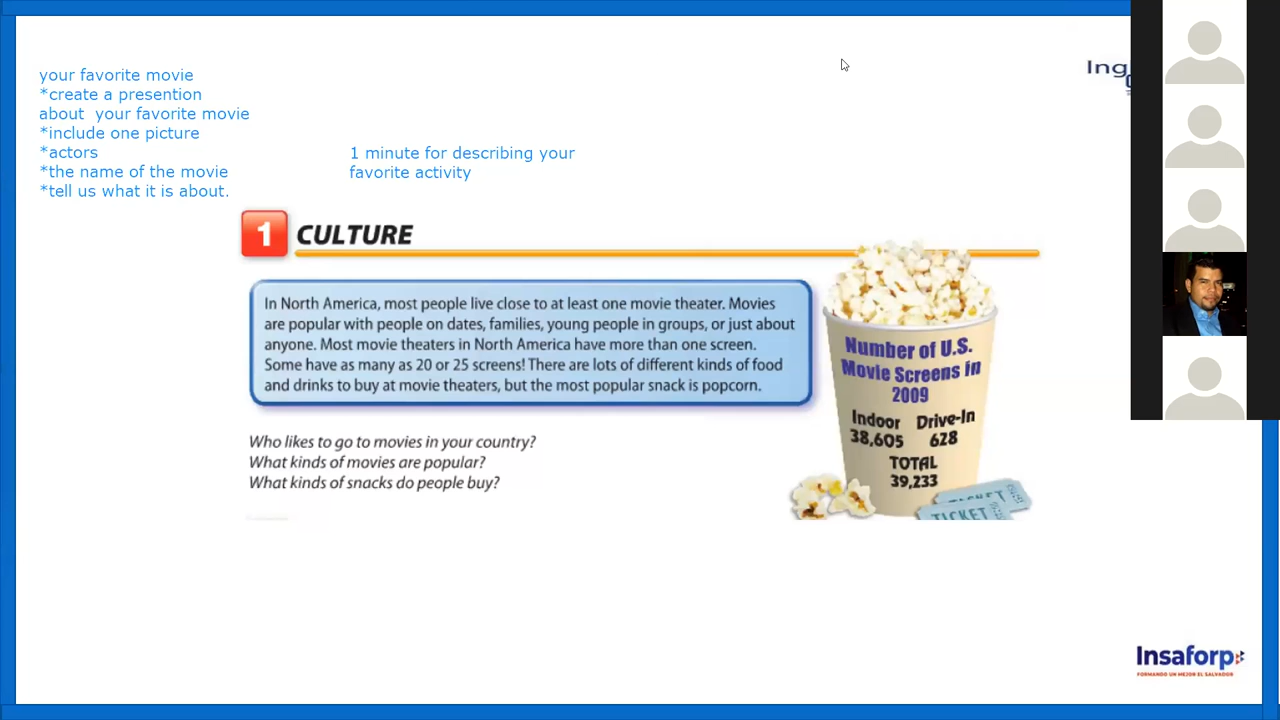 your favorite movie
*create a presention
about  your favorite movie
*include one picture
*actors
*the name of the movie
*tell us what it is about.
1 minute for describing your
favorite activity
Ing
1 CULTURE
In North America, most people live close to at least one movie theater. Movies
are popular with people on dates, families, young people in groups, or just about
anyone. Most movie theaters in North America have more than one screen.
Some have as many as 20 or 25 screens! There are lots of different kinds of food
and drinks to buy at movie theaters, but the most popular snack is popcorn.
Who likes to go to movies in your country?
What kinds of movies are popular?
What kinds of snacks do people buy?
Number of U.S.
Movie Screens in
2009
Indoor Drive-In
38,605 628
TOTAL
39,233
TICKET
TICKET
Insaforp
FORMANDO UN MEJOR EL SALVADOR